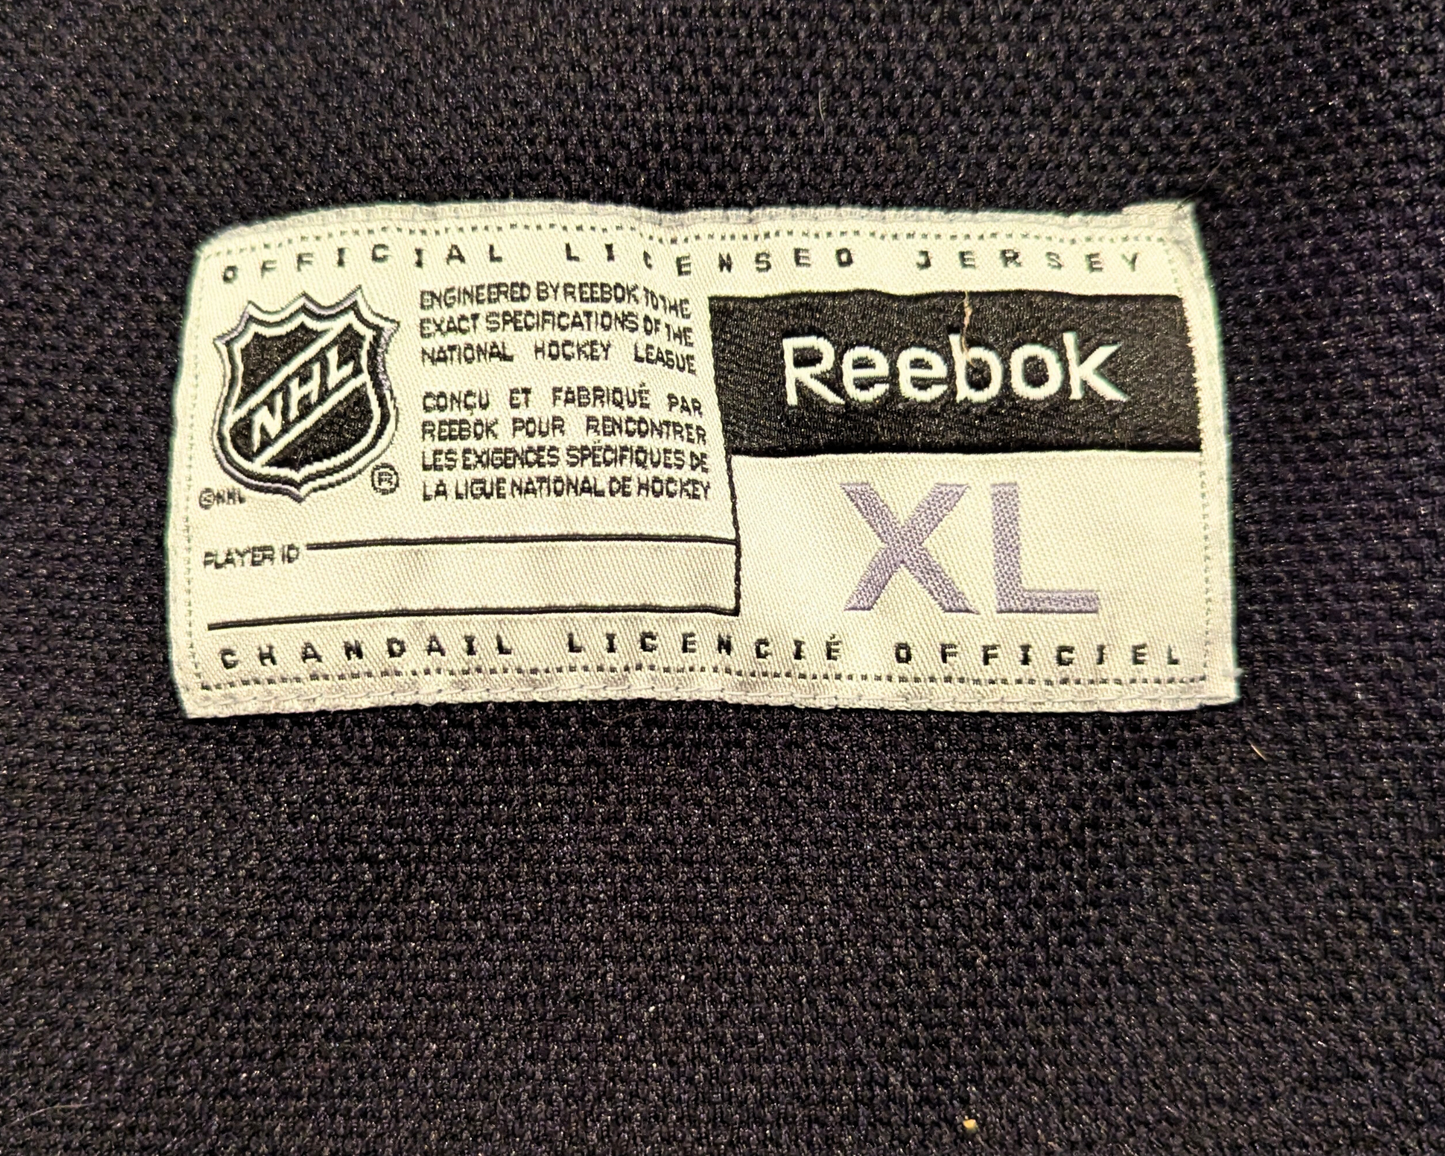 OFFICIAL LICENSED JERSEY
NHL
®
©NHL
ENGINEERED BY REEBOK TO THE
EXACT SPECIFICATIONS OF THE
NATIONAL HOCKEY LEAGUE
CONÇU ET FABRIQUÉ PAR
REEBOK POUR RENCONTRER
LES EXIGENCES SPÉCIFIQUES DE
LA LIGUE NATIONAL DE HOCKEY
Reebok
XL
PLAYER ID
CHANDAIL LICENCIÉ OFFICIEL